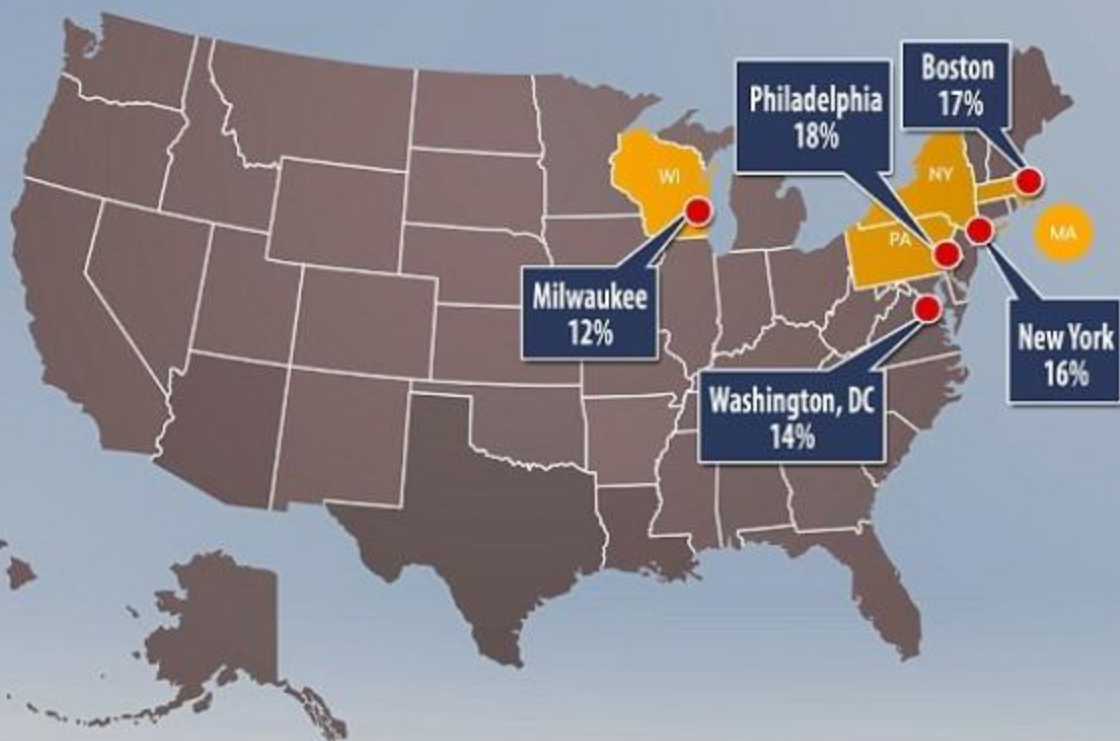 Boston
17%
Philadelphia
18%
WI
NY
PA
MA
Milwaukee
12%
New York
16%
Washington, DC
14%